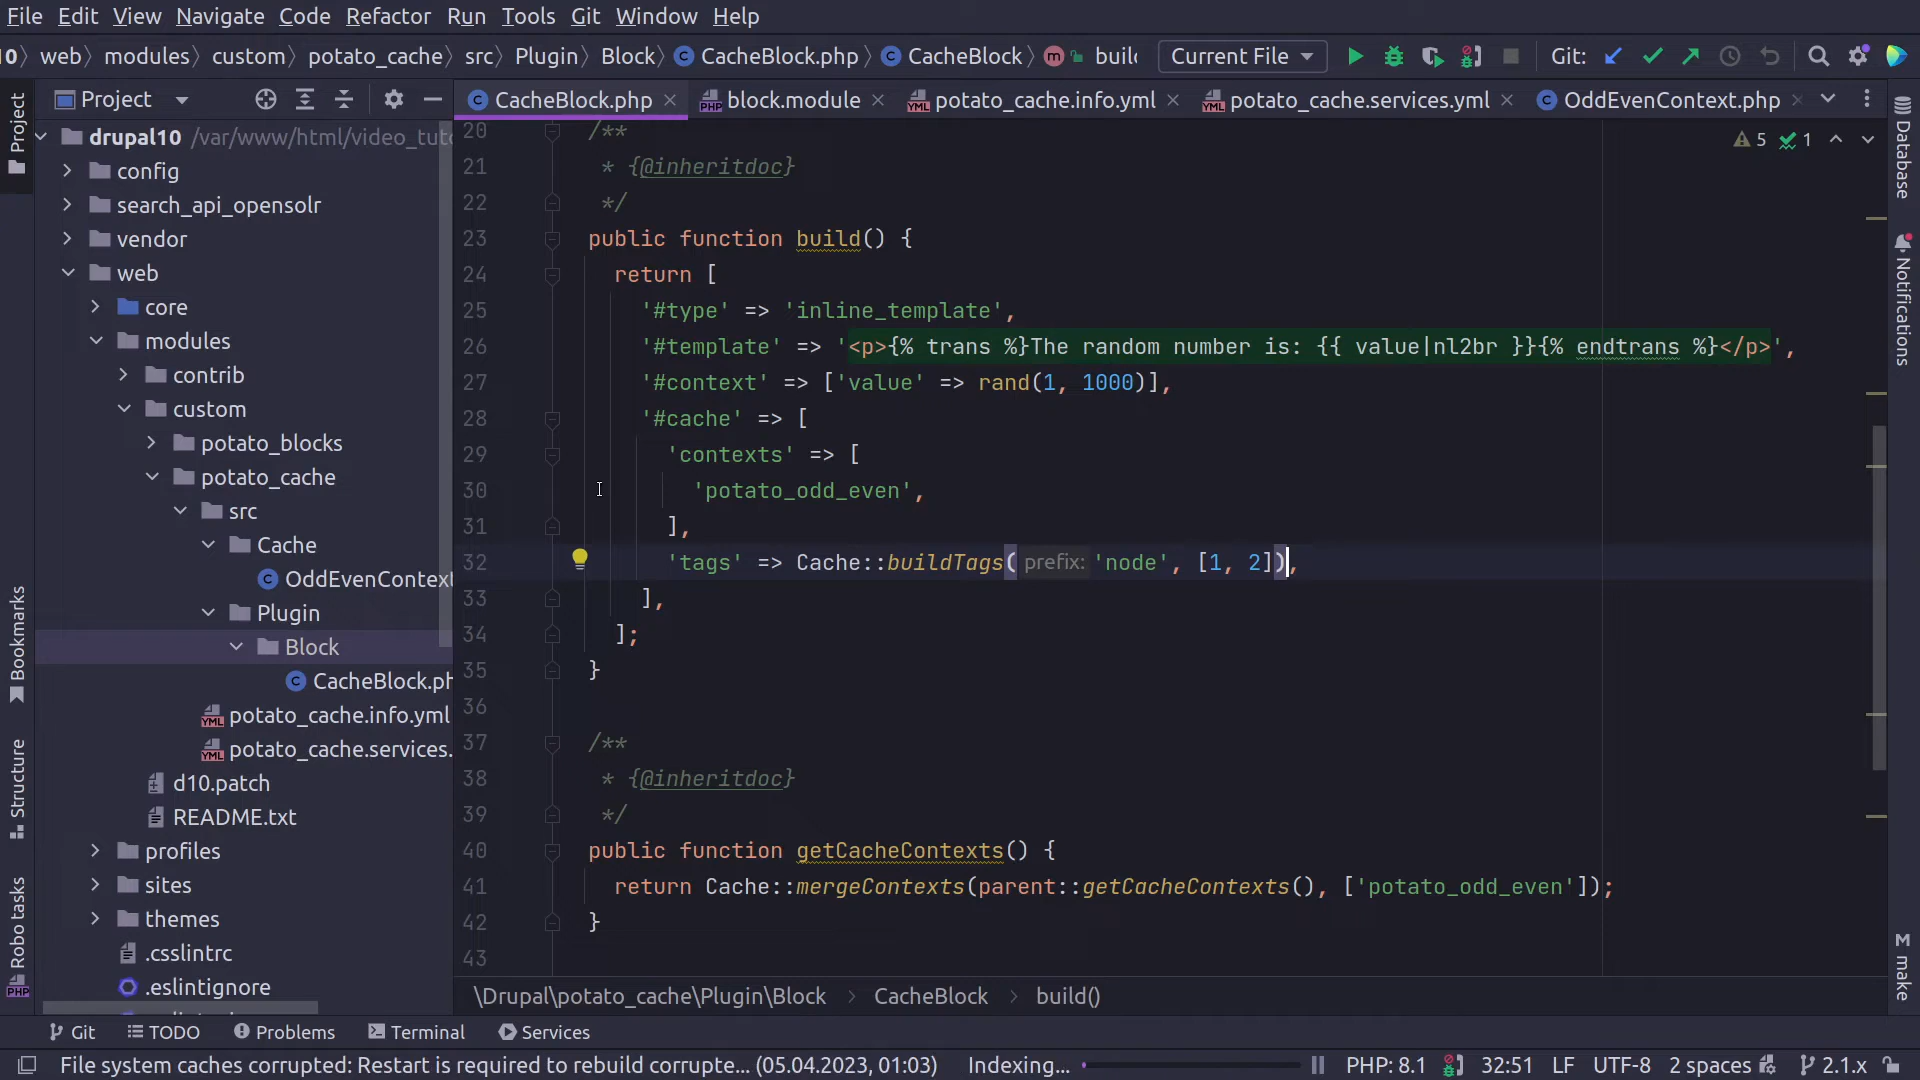 File Edit View Navigate Code Refactor Run Tools Git Window Help
10 web modules custom potato_cache src Plugin Block CacheBlock.php CacheBlock build Current File Git:
Project
CacheBlock.php block.module potato_cache.info.yml potato_cache.services.yml OddEvenContext.php
5 1
Project
Bookmarks
Structure
Robo tasks
drupal10 /var/www/html/video_tuto
config
search_api_opensolr
vendor
web
core
modules
contrib
custom
potato_blocks
potato_cache
src
Cache
OddEvenContext
Plugin
Block
CacheBlock.ph
potato_cache.info.yml
potato_cache.services.
d10.patch
README.txt
profiles
sites
themes
.csslintrc
.eslintignore
20 /**
21 * {@inheritdoc}
22 */
23 public function build() {
24 return [
25 '#type' => 'inline_template',
26 '#template' => '<p>{% trans %}The random number is: {{ value|nl2br }}{% endtrans %}</p>',
27 '#context' => ['value' => rand(1, 1000)],
28 '#cache' => [
29 'contexts' => [
30 'potato_odd_even',
31 ],
32 'tags' => Cache::buildTags( prefix: 'node', [1, 2]),
33 ],
34 ];
35 }
36
37 /**
38 * {@inheritdoc}
39 */
40 public function getCacheContexts() {
41 return Cache::mergeContexts(parent::getCacheContexts(), ['potato_odd_even']);
42 }
43
Database
Notifications
make
\Drupal\potato_cache\Plugin\Block CacheBlock build()
Git TODO Problems Terminal Services
File system caches corrupted: Restart is required to rebuild corrupte... (05.04.2023, 01:03) Indexing... PHP: 8.1 32:51 LF UTF-8 2 spaces 2.1.x